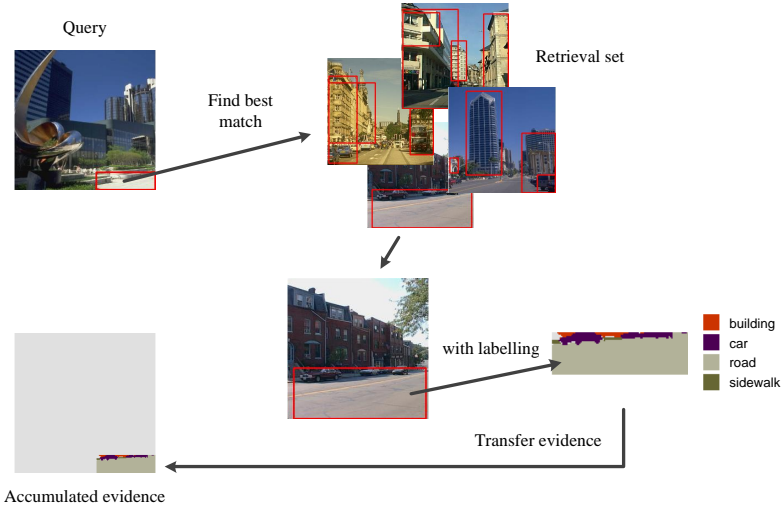 Query
Retrieval set
Find best
match
with labelling
building
car
road
sidewalk
Transfer evidence
Accumulated evidence